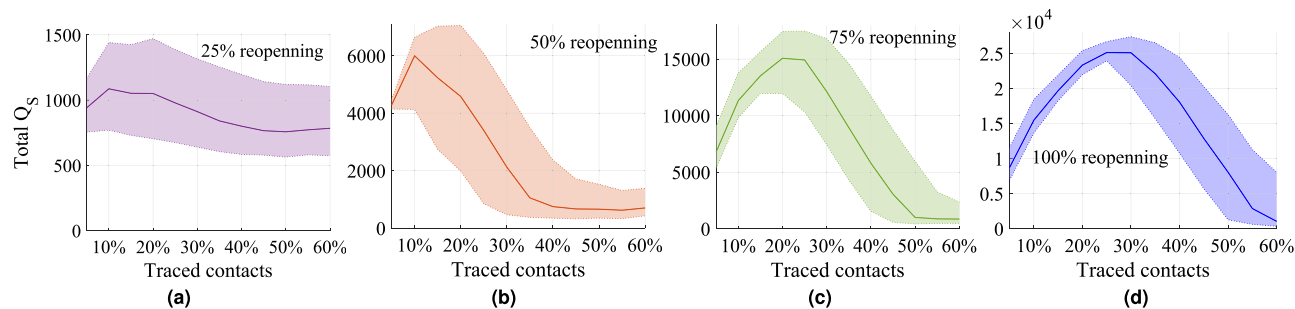 Total Q_S
1500
1000
500
0
10% 20% 30% 40% 50% 60%
Traced contacts
25% reopenning
(a)
6000
4000
2000
0
10% 20% 30% 40% 50% 60%
Traced contacts
50% reopenning
(b)
15000
10000
5000
0
10% 20% 30% 40% 50% 60%
Traced contacts
75% reopenning
(c)
×10⁴
2.5
2
1.5
1
0.5
0
10% 20% 30% 40% 50% 60%
Traced contacts
100% reopenning
(d)